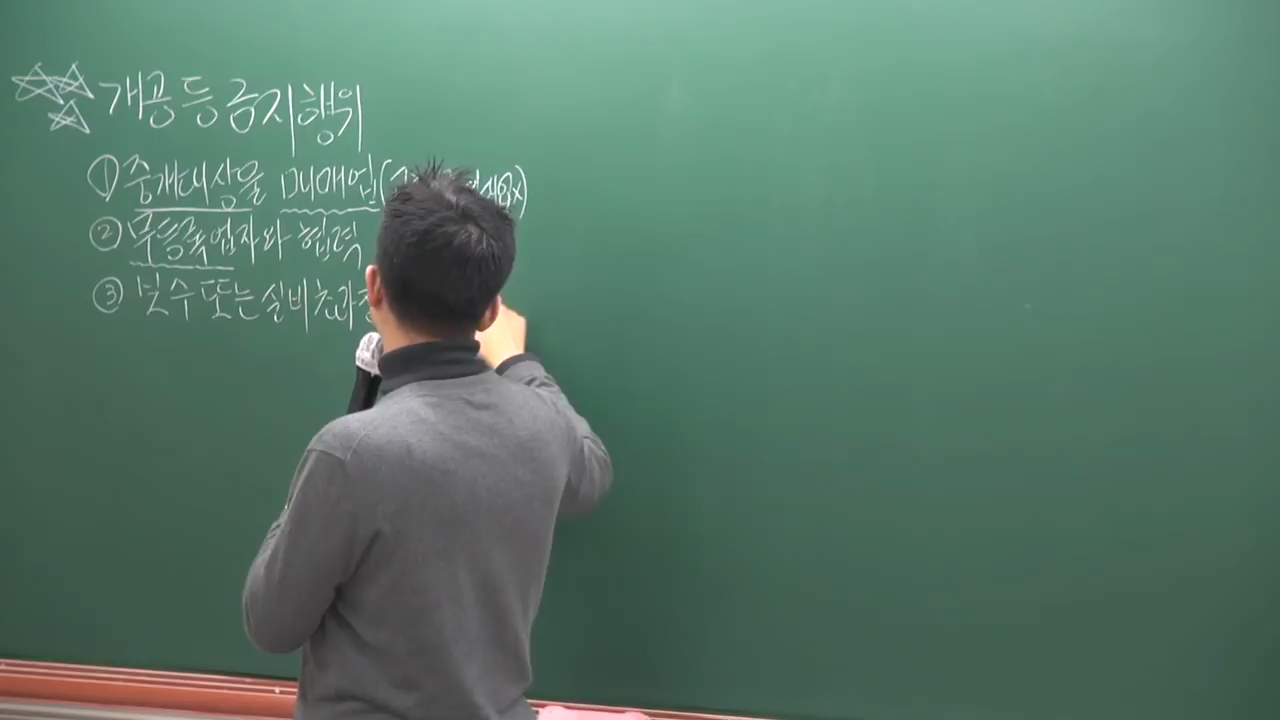 개공등 금지행위
① 중개대상물 매매업(
② 무등록업자와 협력
③ 보수 또는 실비초과